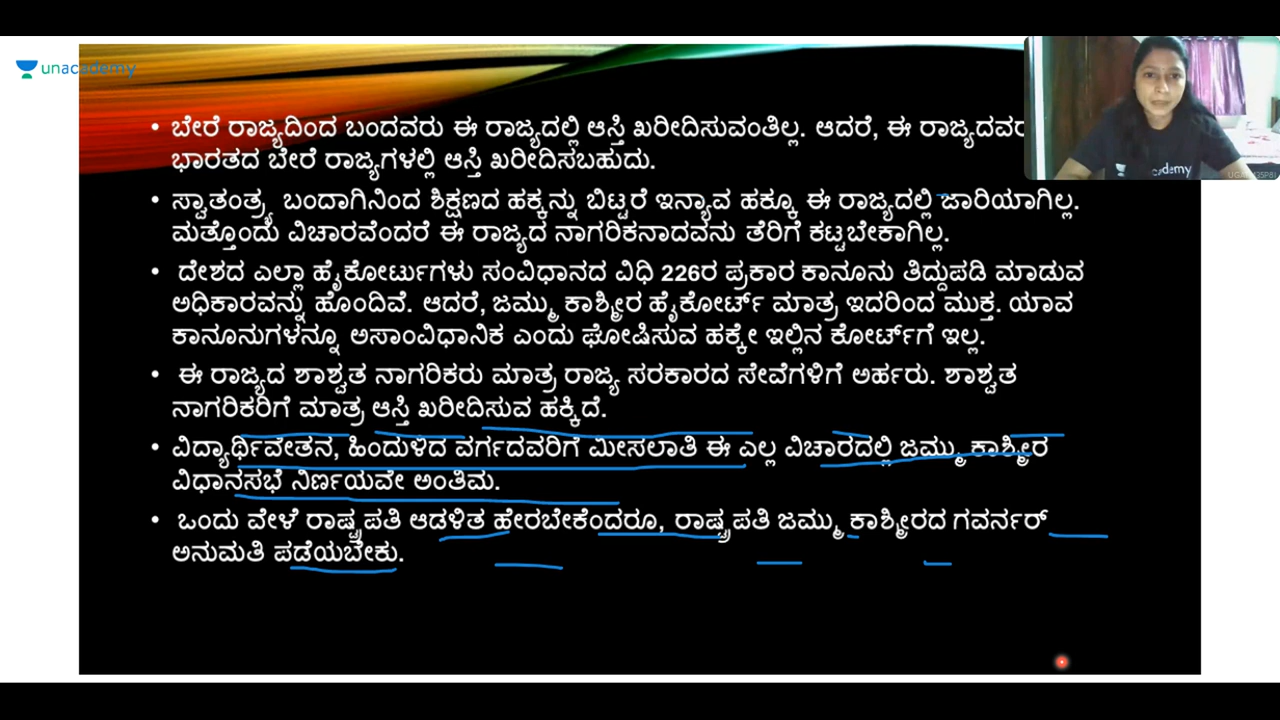 unacademy
• ಬೇರೆ ರಾಜ್ಯದಿಂದ ಬಂದವರು ಈ ರಾಜ್ಯದಲ್ಲಿ ಆಸ್ತಿ ಖರೀದಿಸುವಂತಿಲ್ಲ. ಆದರೆ, ಈ
ಭಾರತದ ಬೇರೆ ರಾಜ್ಯಗಳಲ್ಲಿ ಆಸ್ತಿ ಖರೀದಿಸಬಹುದು.
• ಸ್ವಾತಂತ್ರ್ಯ ಬಂದಾಗಿನಿಂದ ಶಿಕ್ಷಣದ ಹಕ್ಕನ್ನು ಬಿಟ್ಟರೆ ಇನ್ಯಾವ ಹಕ್ಕೂ ಈ ರಾಜ್ಯದಲ್ಲಿ ಜಾರಿಯಾಗಿಲ್ಲ.
ಮತ್ತೊಂದು ವಿಚಾರವೆಂದರೆ ಈ ರಾಜ್ಯದ ನಾಗರಿಕನಾದವನು ತೆರಿಗೆ ಕಟ್ಟಬೇಕಾಗಿಲ್ಲ.
• ದೇಶದ ಎಲ್ಲಾ ಹೈಕೋರ್ಟುಗಳು ಸಂವಿಧಾನದ ವಿಧಿ 226ರ ಪ್ರಕಾರ ಕಾನೂನು ತಿದ್ದುಪಡಿ ಮಾಡುವ
ಅಧಿಕಾರವನ್ನು ಹೊಂದಿವೆ. ಆದರೆ, ಜಮ್ಮು ಕಾಶ್ಮೀರ ಹೈಕೋರ್ಟ್ ಮಾತ್ರ ಇದರಿಂದ ಮುಕ್ತ. ಯಾವ
ಕಾನೂನುಗಳನ್ನೂ ಅಸಾಂವಿಧಾನಿಕ ಎಂದು ಘೋಷಿಸುವ ಹಕ್ಕೇ ಇಲ್ಲಿನ ಕೋರ್ಟ್‌ಗೆ ಇಲ್ಲ.
• ಈ ರಾಜ್ಯದ ಶಾಶ್ವತ ನಾಗರಿಕರು ಮಾತ್ರ ರಾಜ್ಯ ಸರಕಾರದ ಸೇವೆಗಳಿಗೆ ಅರ್ಹರು. ಶಾಶ್ವತ
ನಾಗರಿಕರಿಗೆ ಮಾತ್ರ ಆಸ್ತಿ ಖರೀದಿಸುವ ಹಕ್ಕಿದೆ.
• ವಿದ್ಯಾರ್ಥಿವೇತನ, ಹಿಂದುಳಿದ ವರ್ಗದವರಿಗೆ ಮೀಸಲಾತಿ ಈ ಎಲ್ಲ ವಿಚಾರದಲ್ಲಿ ಜಮ್ಮು ಕಾಶ್ಮೀರ
ವಿಧಾನಸಭೆ ನಿರ್ಣಯವೇ ಅಂತಿಮ.
• ಒಂದು ವೇಳೆ ರಾಷ್ಟ್ರಪತಿ ಆಡಳಿತ ಹೇರಬೇಕೆಂದರೂ, ರಾಷ್ಟ್ರಪತಿ ಜಮ್ಮು ಕಾಶ್ಮೀರದ ಗವರ್ನರ್
ಅನುಮತಿ ಪಡೆಯಬೇಕು.